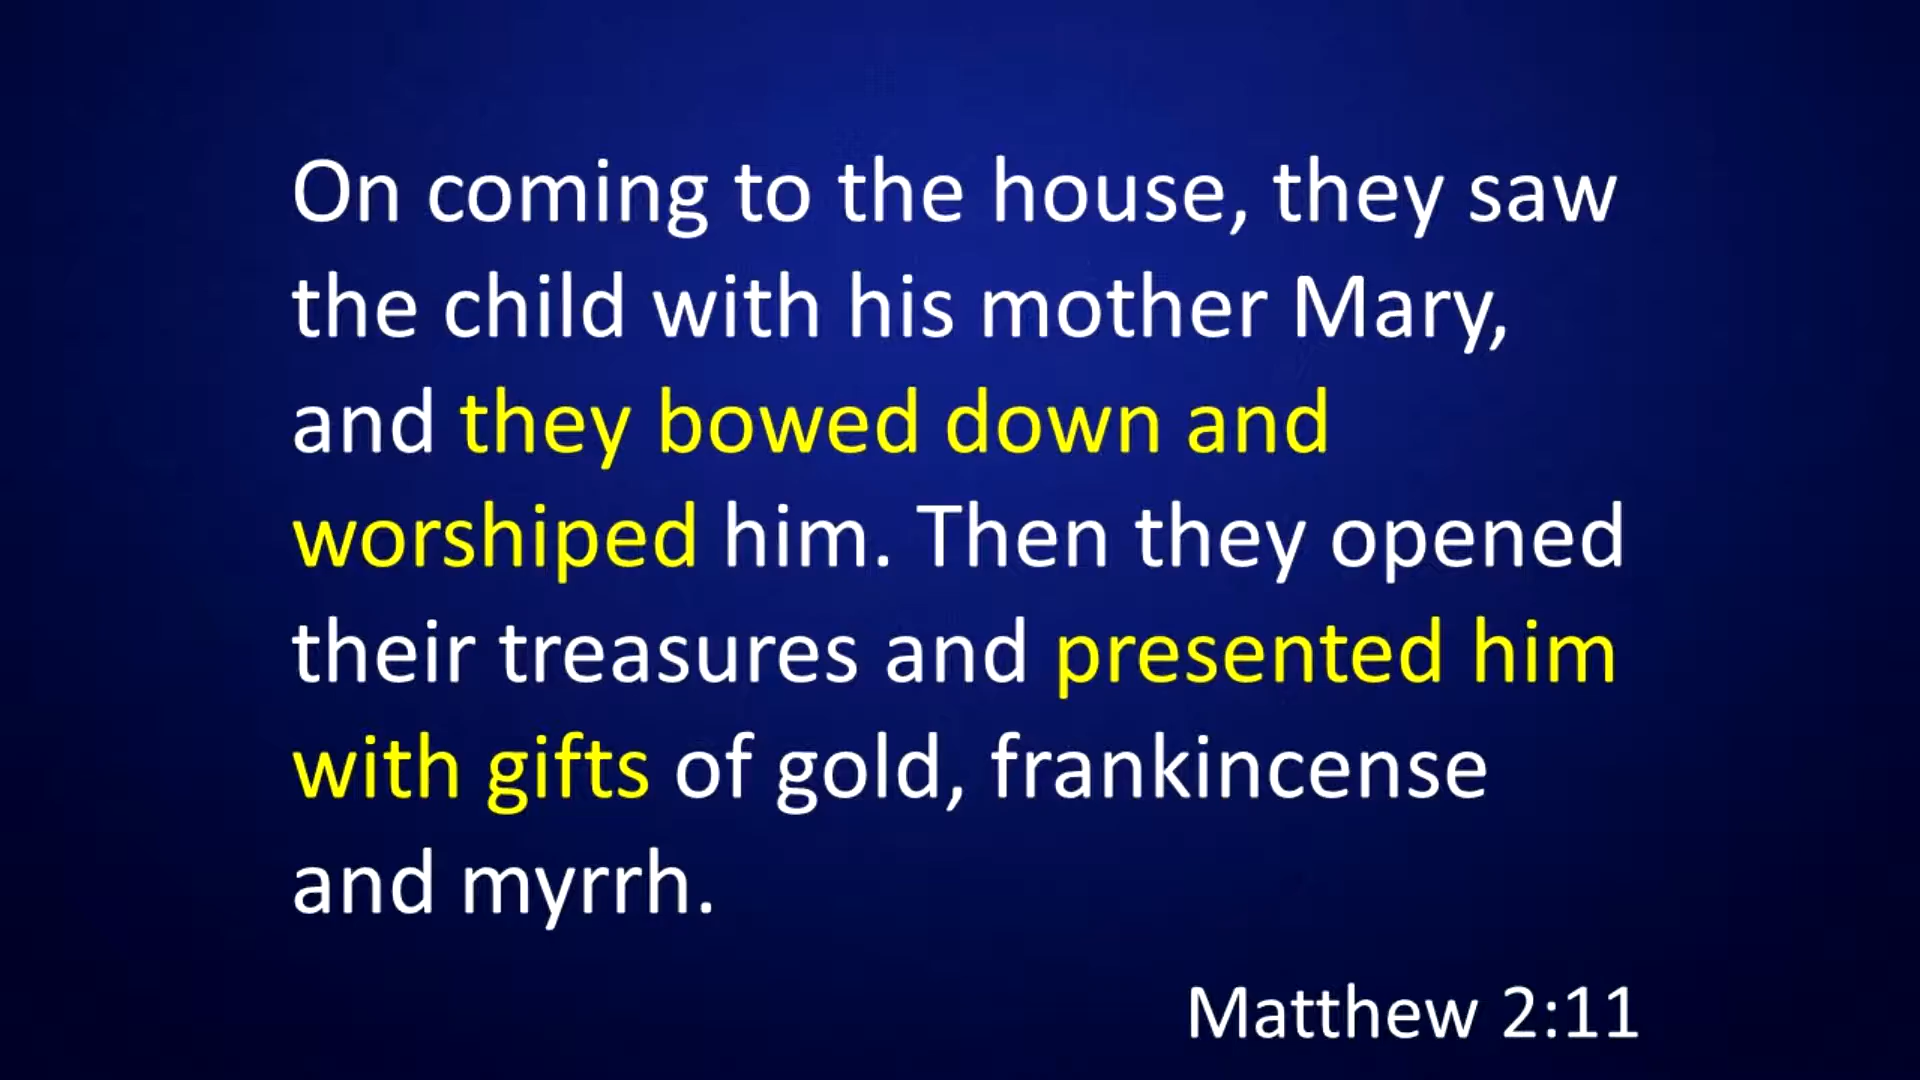 On coming to the house, they saw
the child with his mother Mary,
and they bowed down and
worshiped him. Then they opened
their treasures and presented him
with gifts of gold, frankincense
and myrrh.
Matthew 2:11